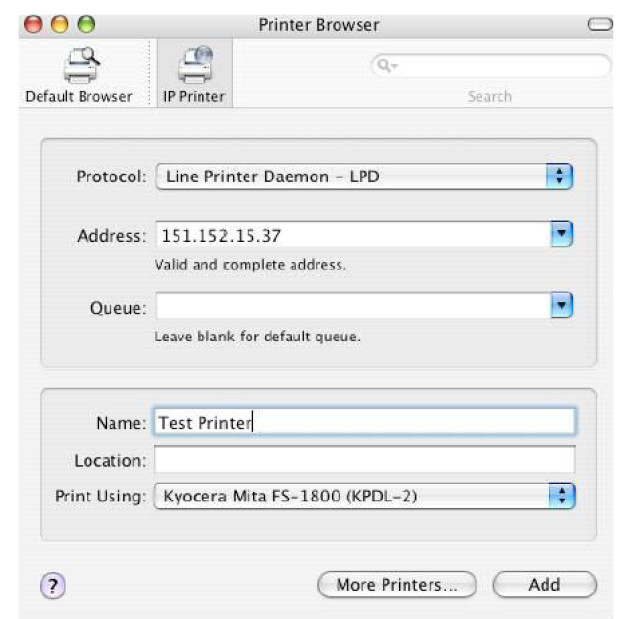 Printer Browser
Default Browser
IP Printer
Search
Protocol: Line Printer Daemon - LPD
Address: 151.152.15.37
Valid and complete address.
Queue:
Leave blank for default queue.
Name: Test Printer
Location:
Print Using: Kyocera Mita FS-1800 (KPDL-2)
? More Printers... Add